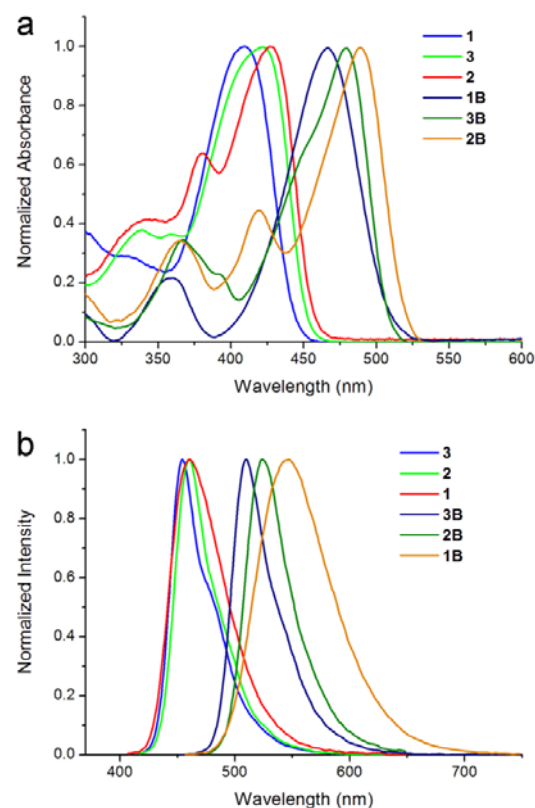 a
Normalized Absorbance
1.0
0.8
0.6
0.4
0.2
0.0
1
3
2
1B
3B
2B
300 350 400 450 500 550 600
Wavelength (nm)
b
Normalized Intensity
1.0
0.8
0.6
0.4
0.2
0.0
3
2
1
3B
2B
1B
400 500 600 700
Wavelength (nm)